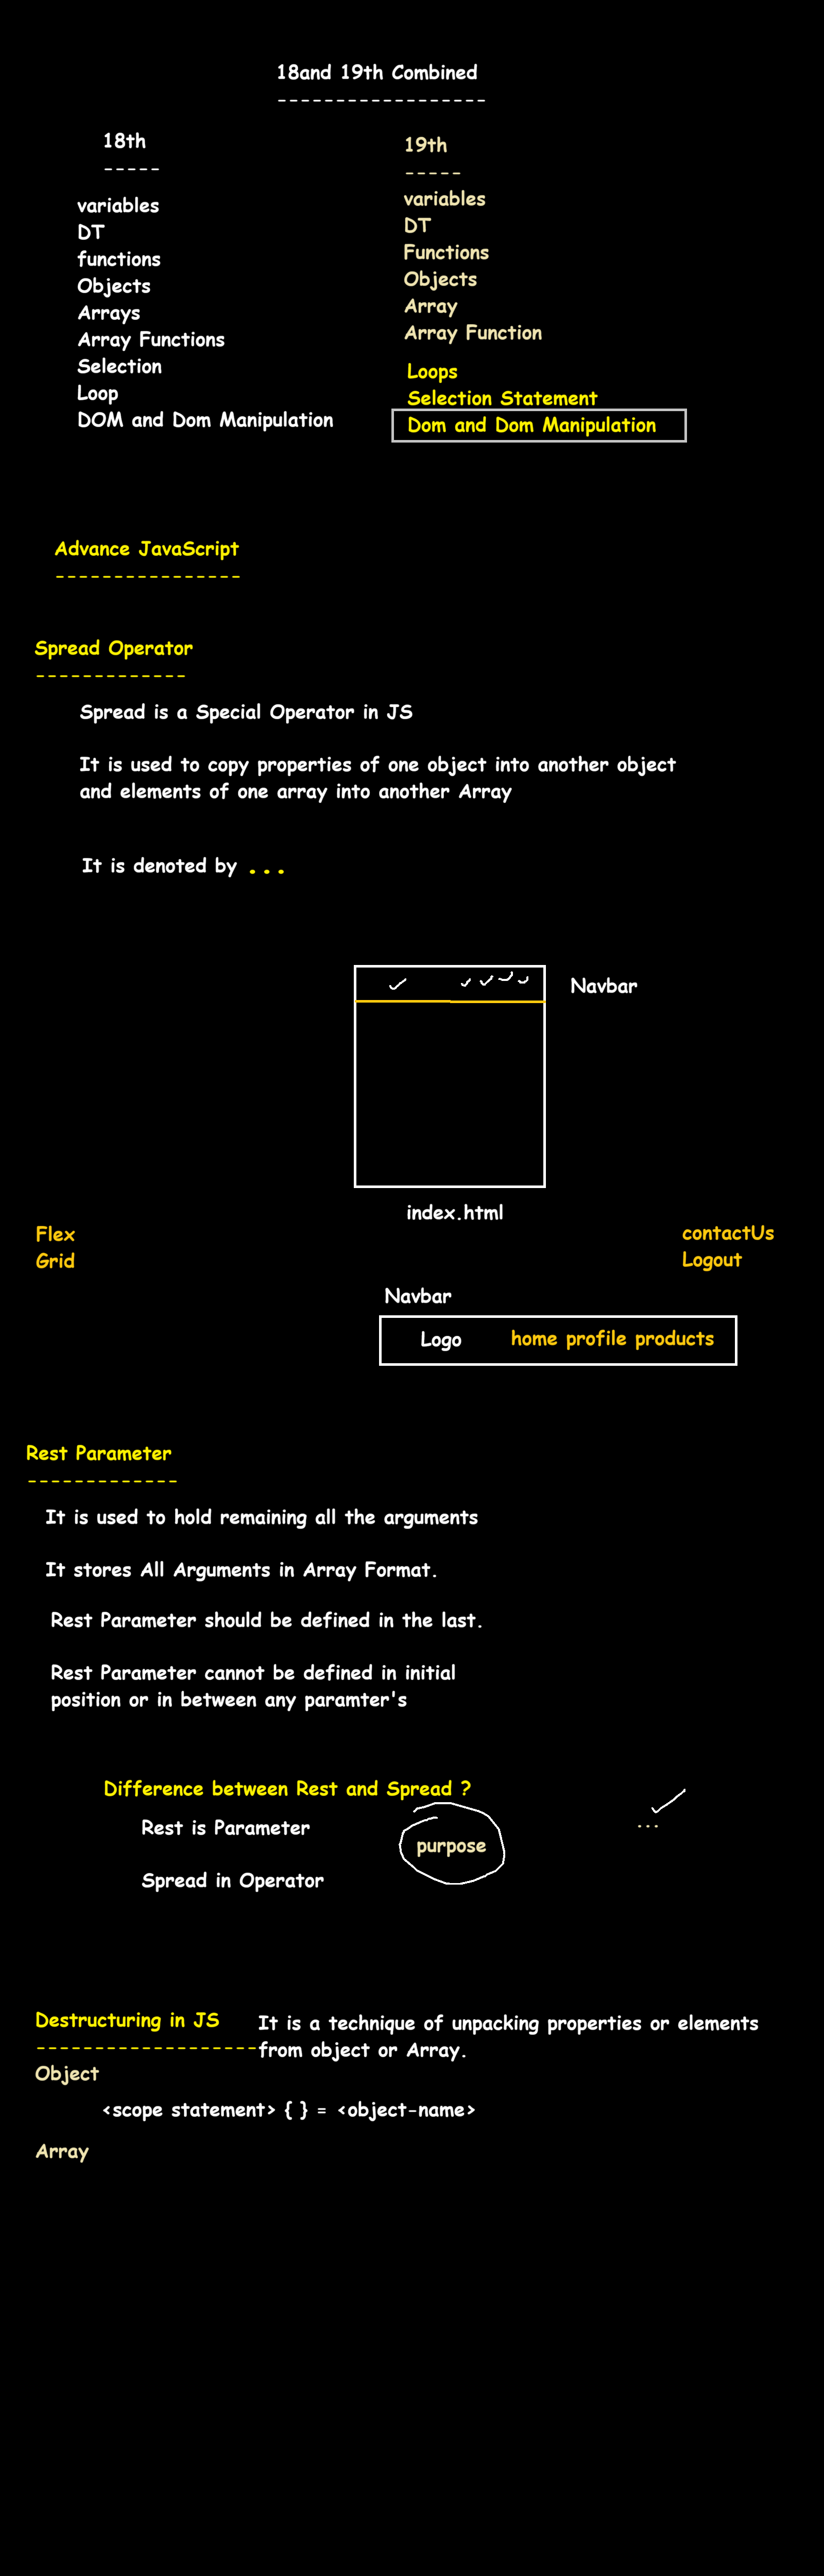 18and 19th Combined
------------------
18th
-----
variables
DT
functions
Objects
Arrays
Array Functions
Selection
Loop
DOM and Dom Manipulation
19th
-----
variables
DT
Functions
Objects
Array
Array Function
Loops
Selection Statement
Dom and Dom Manipulation
Advance JavaScript
----------------
Spread Operator
-------------
Spread is a Special Operator in JS
It is used to copy properties of one object into another object
and elements of one array into another Array
It is denoted by ...
Navbar
index.html
Flex
Grid
contactUs
Logout
Navbar
Logo home profile products
Rest Parameter
-------------
It is used to hold remaining all the arguments
It stores All Arguments in Array Format.
Rest Parameter should be defined in the last.
Rest Parameter cannot be defined in initial
position or in between any paramter's
Difference between Rest and Spread ?
Rest is Parameter
purpose
...
Spread in Operator
Destructuring in JS
-------------------
It is a technique of unpacking properties or elements
from object or Array.
Object
<scope statement> { } = <object-name>
Array